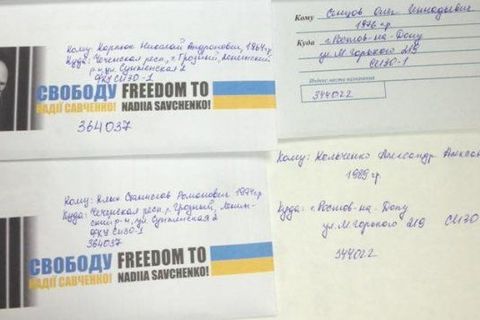 Кому: Карпюк Николай Андронович, 1964 г.р.
Куда: Чеченская респ., г. Грозный, Ленинский
р-н, ул. Сунженская 2
ФКУ СИЗО-1
СВОБОДУ FREEDOM TO
НАДІЇ САВЧЕНКО! NADIIA SAVCHENKO!
364037
Кому Сенцов Олег Геннадьевич
1976 г.
Куда г. Ростов-на-Дону
ул. М. Горького 219
СИЗО-1
Индекс места назначения
344022
Кому: Клых Станислав Романович 1974 г.р.
Куда: Чеченская респ. г. Грозный, Ленин-
ский р-н, ул. Сунженская 2
ФКУ СИЗО-1
364037
СВОБОДУ FREEDOM TO
НАДІЇ САВЧЕНКО! NADIIA SAVCHENKO!
Кому: Кольченко Александр Алексан
1989 г.
Куда: г. Ростов-на-Дону
ул. М. Горького 219 СИЗО
344022